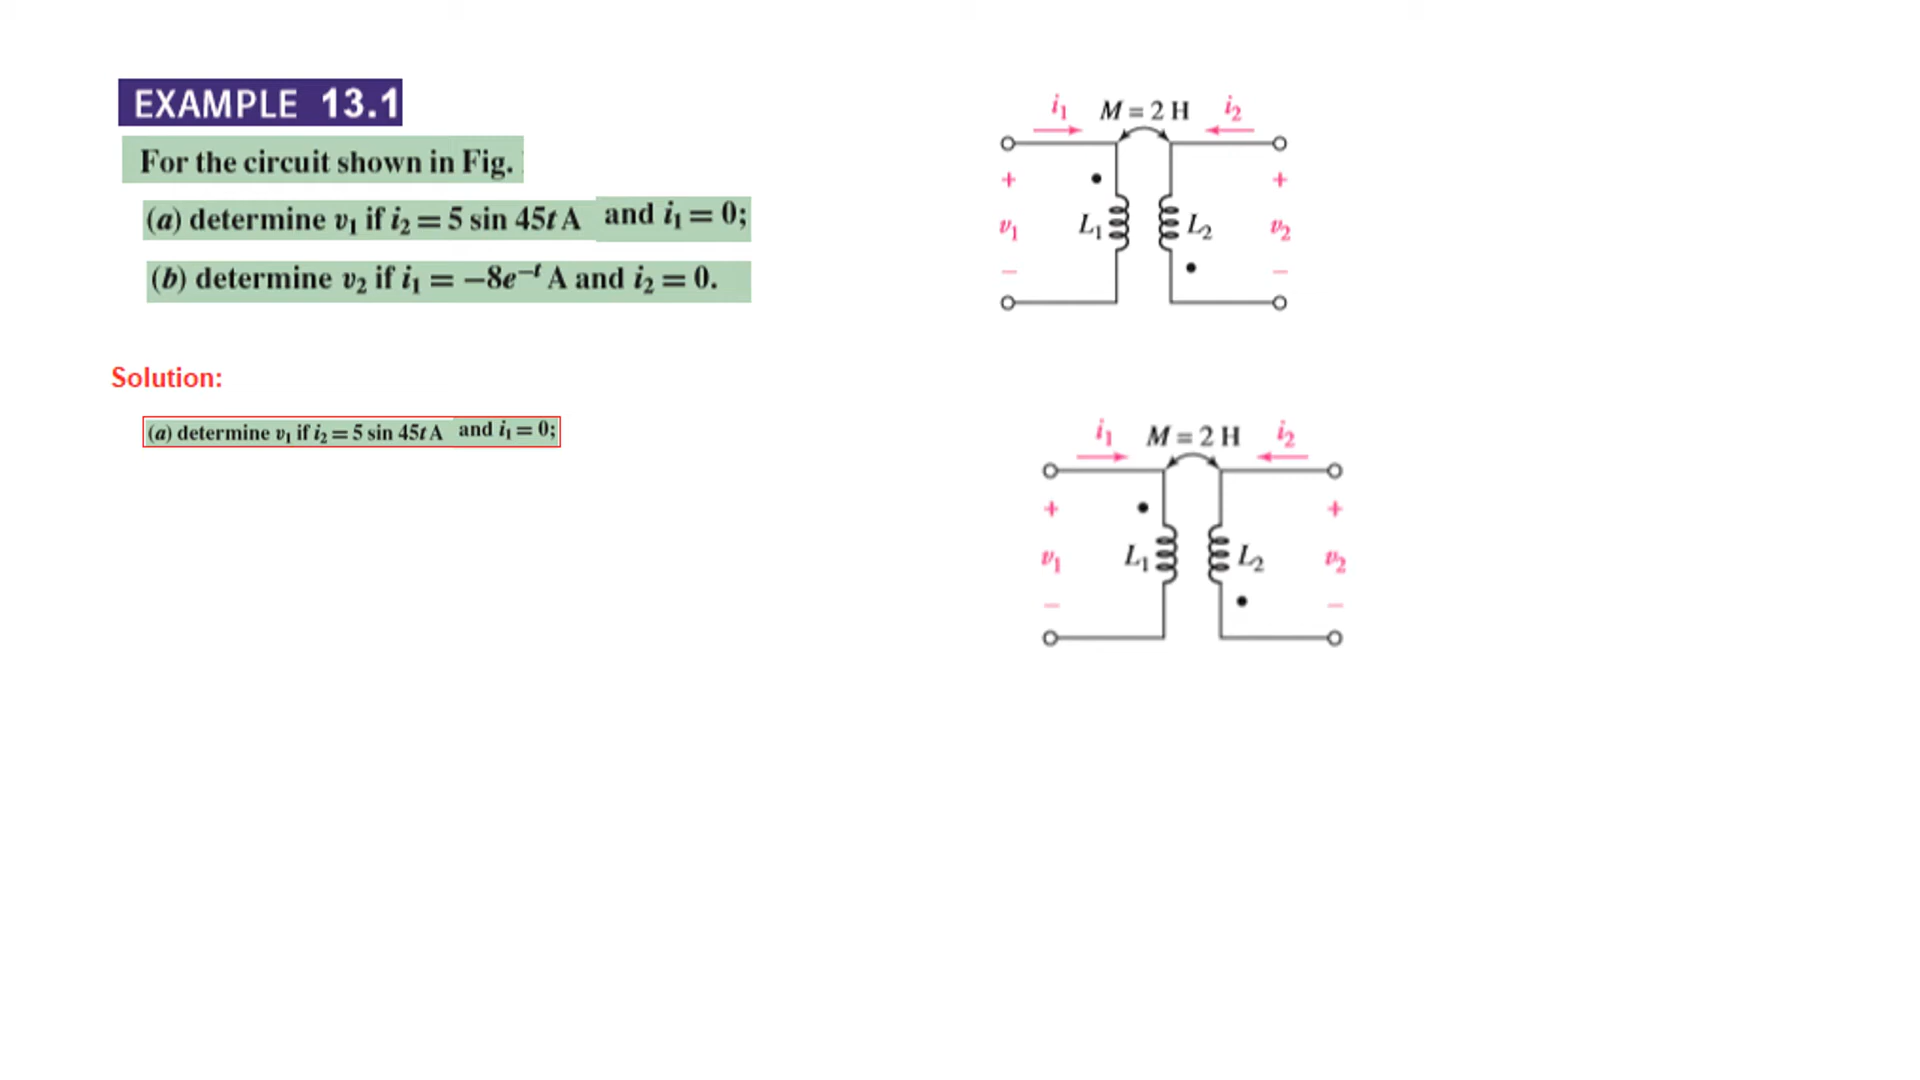 EXAMPLE 13.1
For the circuit shown in Fig.
(a) determine v₁ if i₂ = 5 sin 45t A and i₁ = 0;
(b) determine v₂ if i₁ = −8e⁻ᵗ A and i₂ = 0.
i₁ M = 2 H i₂
+ +
v₁ L₁ L₂ v₂
− −
Solution:
(a) determine v₁ if i₂ = 5 sin 45t A and i₁ = 0;
i₁ M = 2 H i₂
+ +
v₁ L₁ L₂ v₂
− −